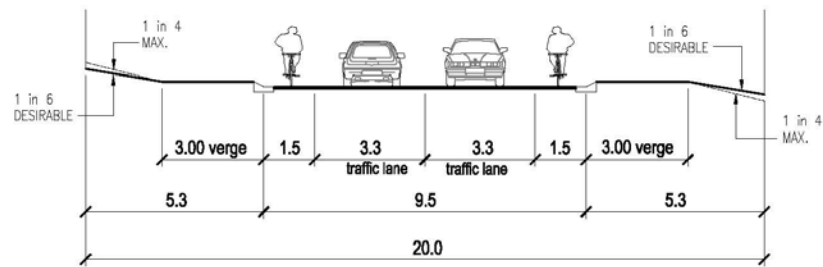 1 in 4
MAX.
1 in 6
DESIRABLE
1 in 6
DESIRABLE
1 in 4
MAX.
3.00 verge
1.5
3.3
traffic lane
3.3
traffic lane
1.5
3.00 verge
5.3
9.5
5.3
20.0